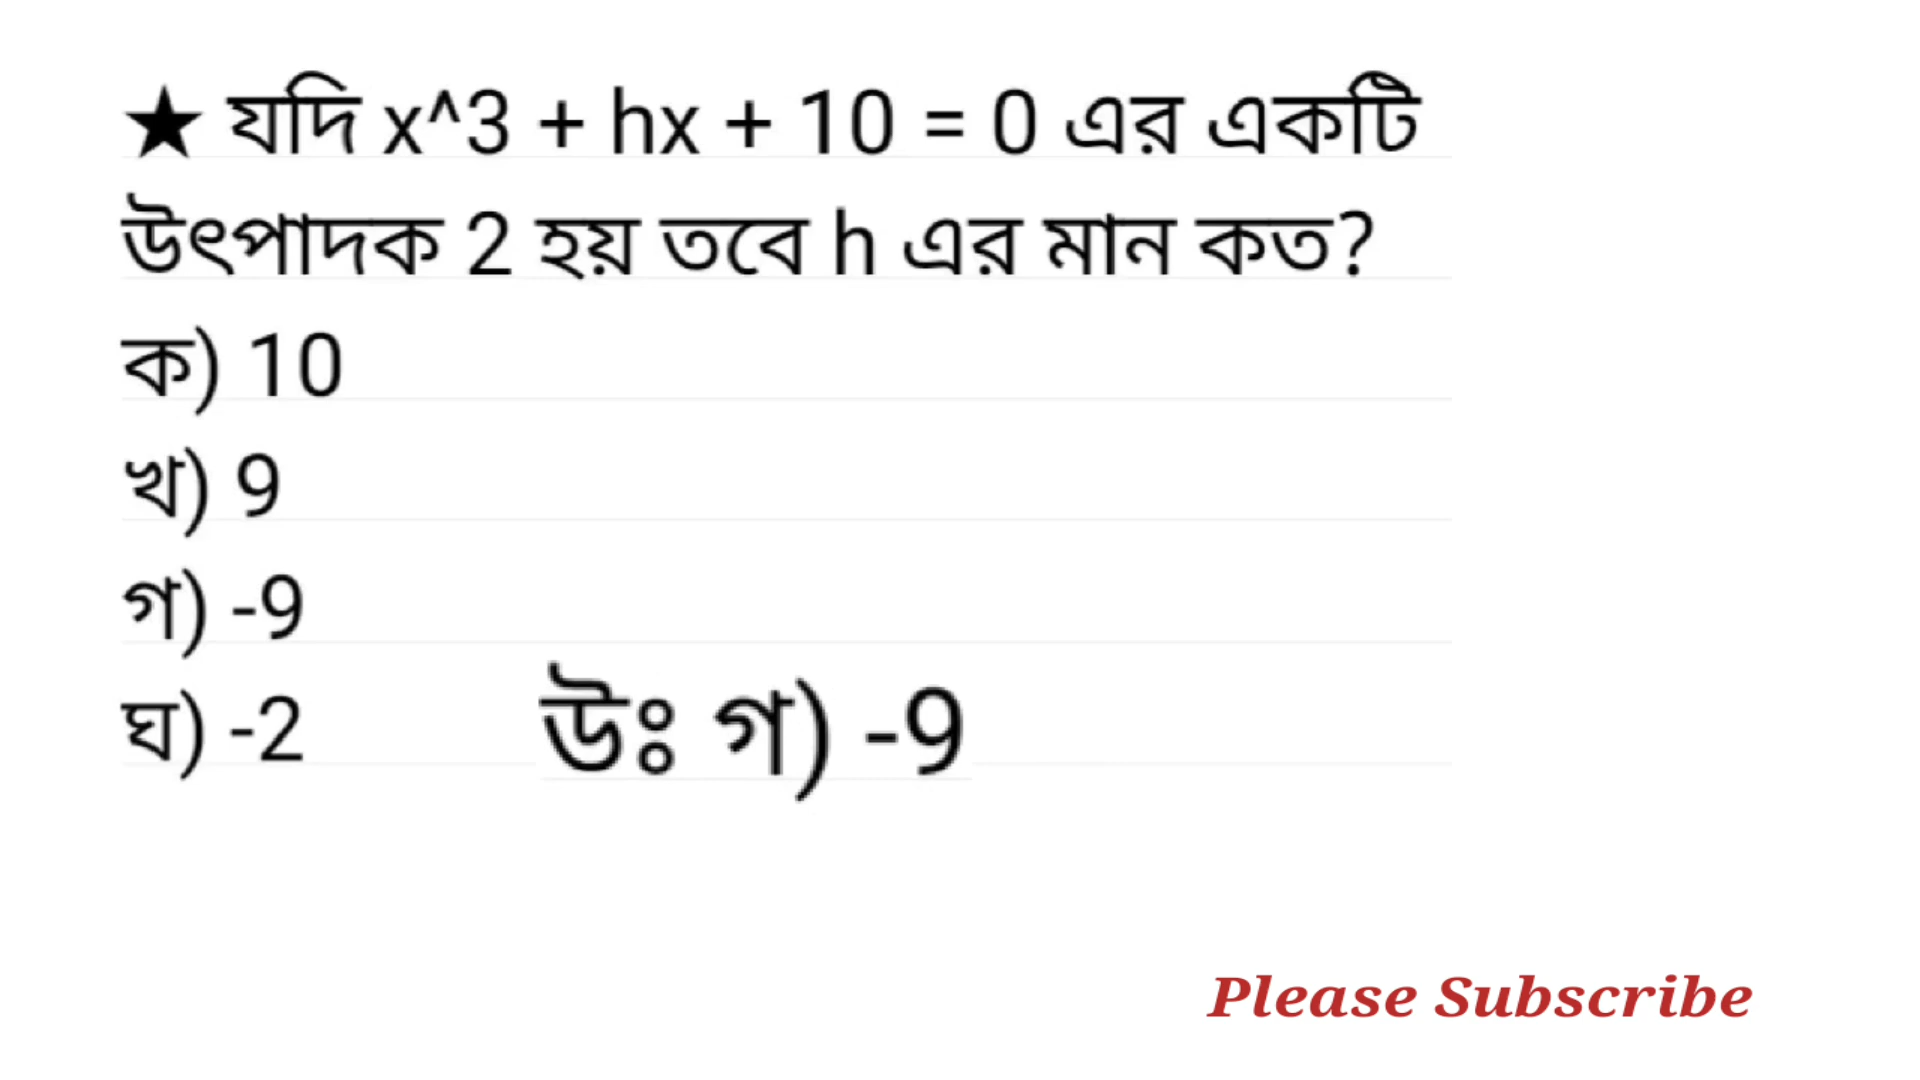 ★ যদি x^3 + hx + 10 = 0 এর একটি
উৎপাদক 2 হয় তবে h এর মান কত?
ক) 10
খ) 9
গ) -9
ঘ) -2
উঃ গ) -9
Please Subscribe